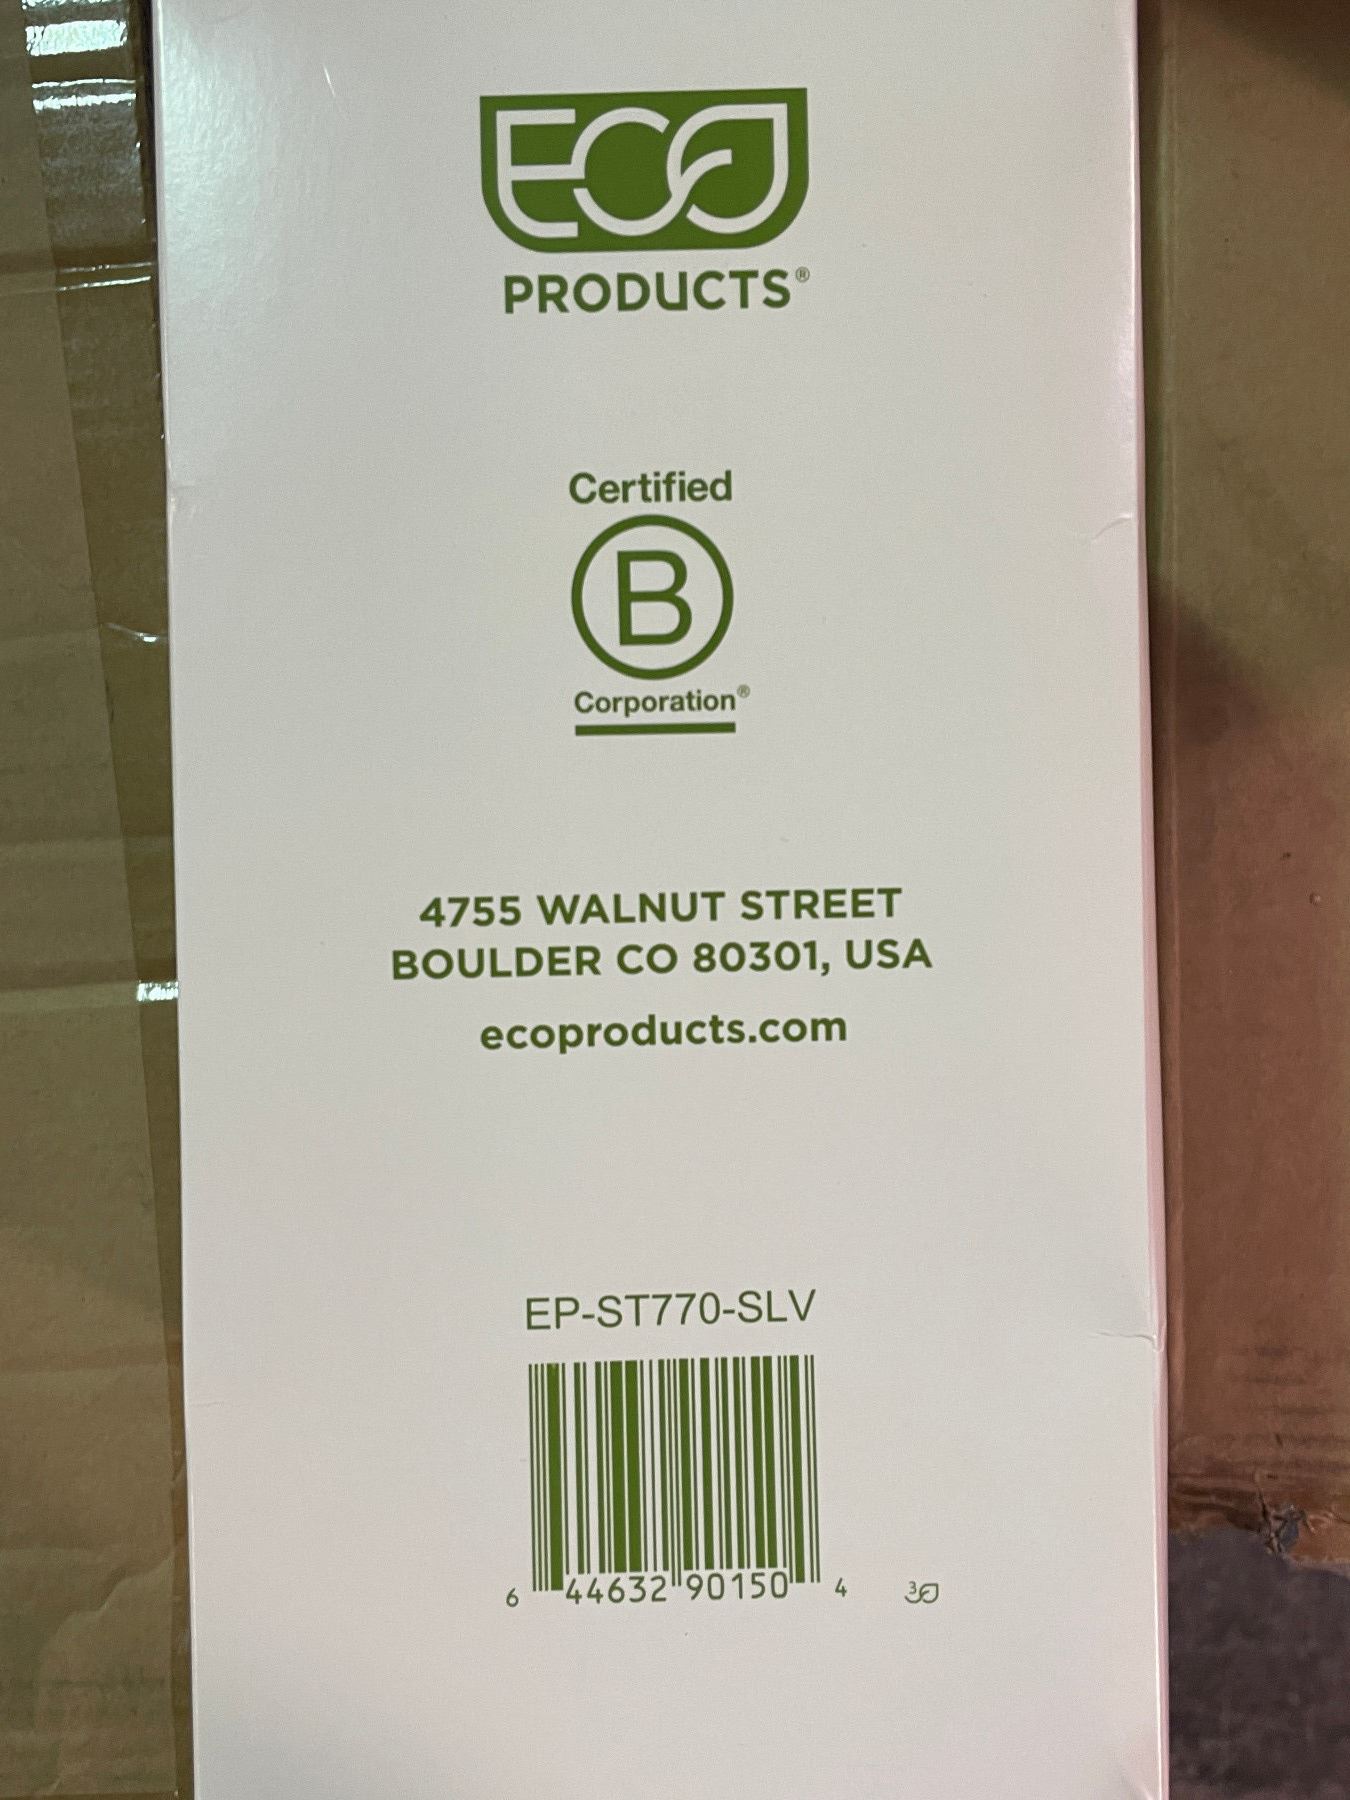 ECO
PRODUCTS®
Certified
B
Corporation®
4755 WALNUT STREET
BOULDER CO 80301, USA
ecoproducts.com
EP-ST770-SLV
6 44632 90150 4
3